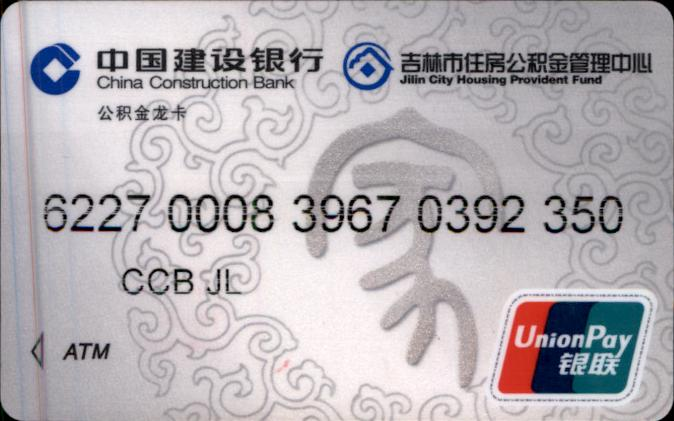 中国建设银行
China Construction Bank
吉林市住房公积金管理中心
Jilin City Housing Provident Fund
公积金龙卡
家
6227 0008 3967 0392 350
CCB JL
ATM
UnionPay
银联